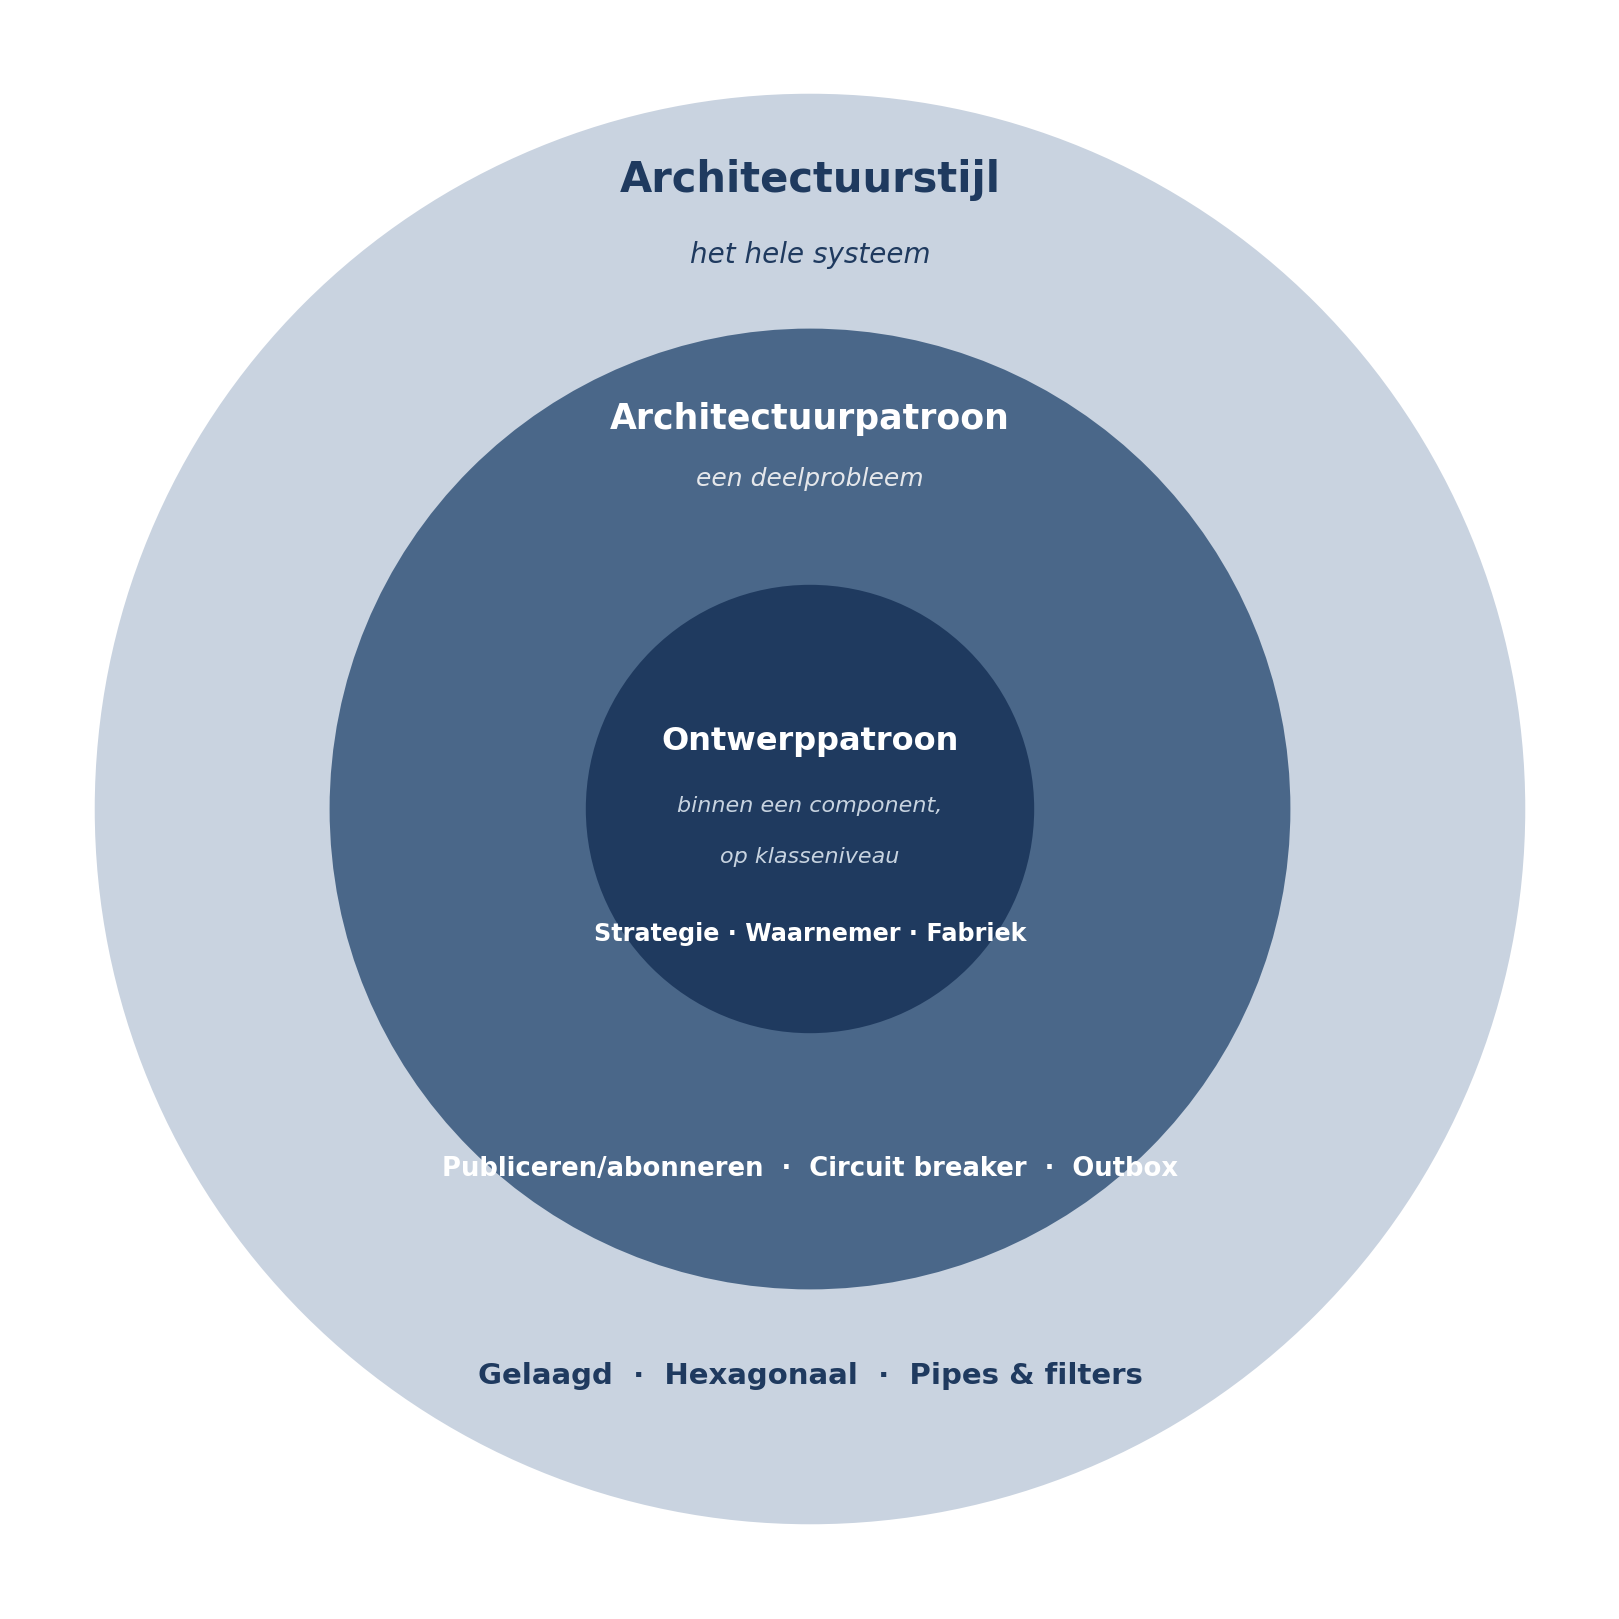 Architectuurstijl
het hele systeem
Architectuurpatroon
een deelprobleem
Ontwerppatroon
binnen een component,
op klasseniveau
Strategie · Waarnemer · Fabriek
Publiceren/abonneren · Circuit breaker · Outbox
Gelaagd · Hexagonaal · Pipes & filters